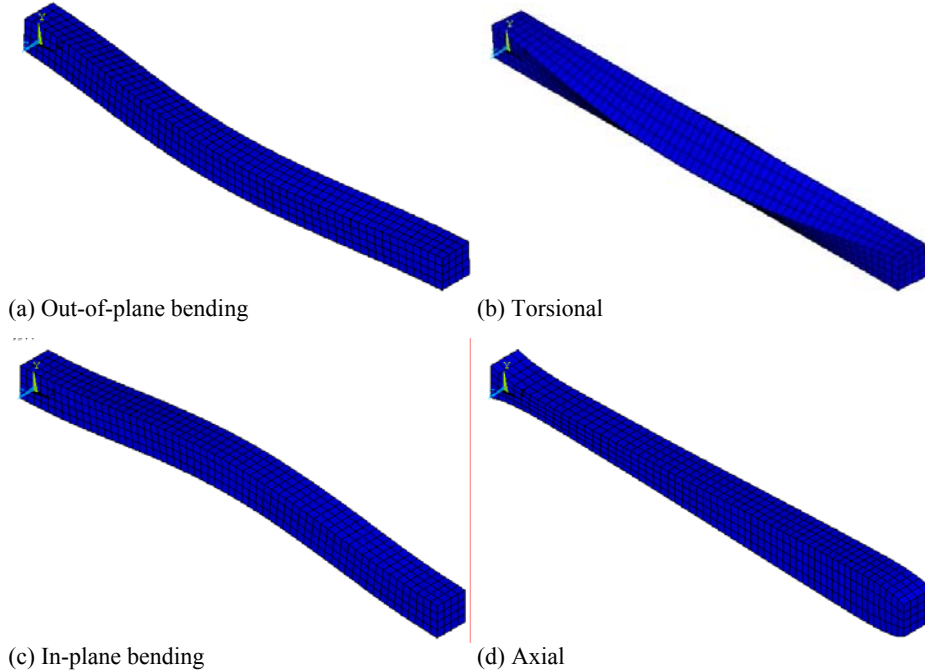 (a) Out-of-plane bending
(b) Torsional
(c) In-plane bending
(d) Axial